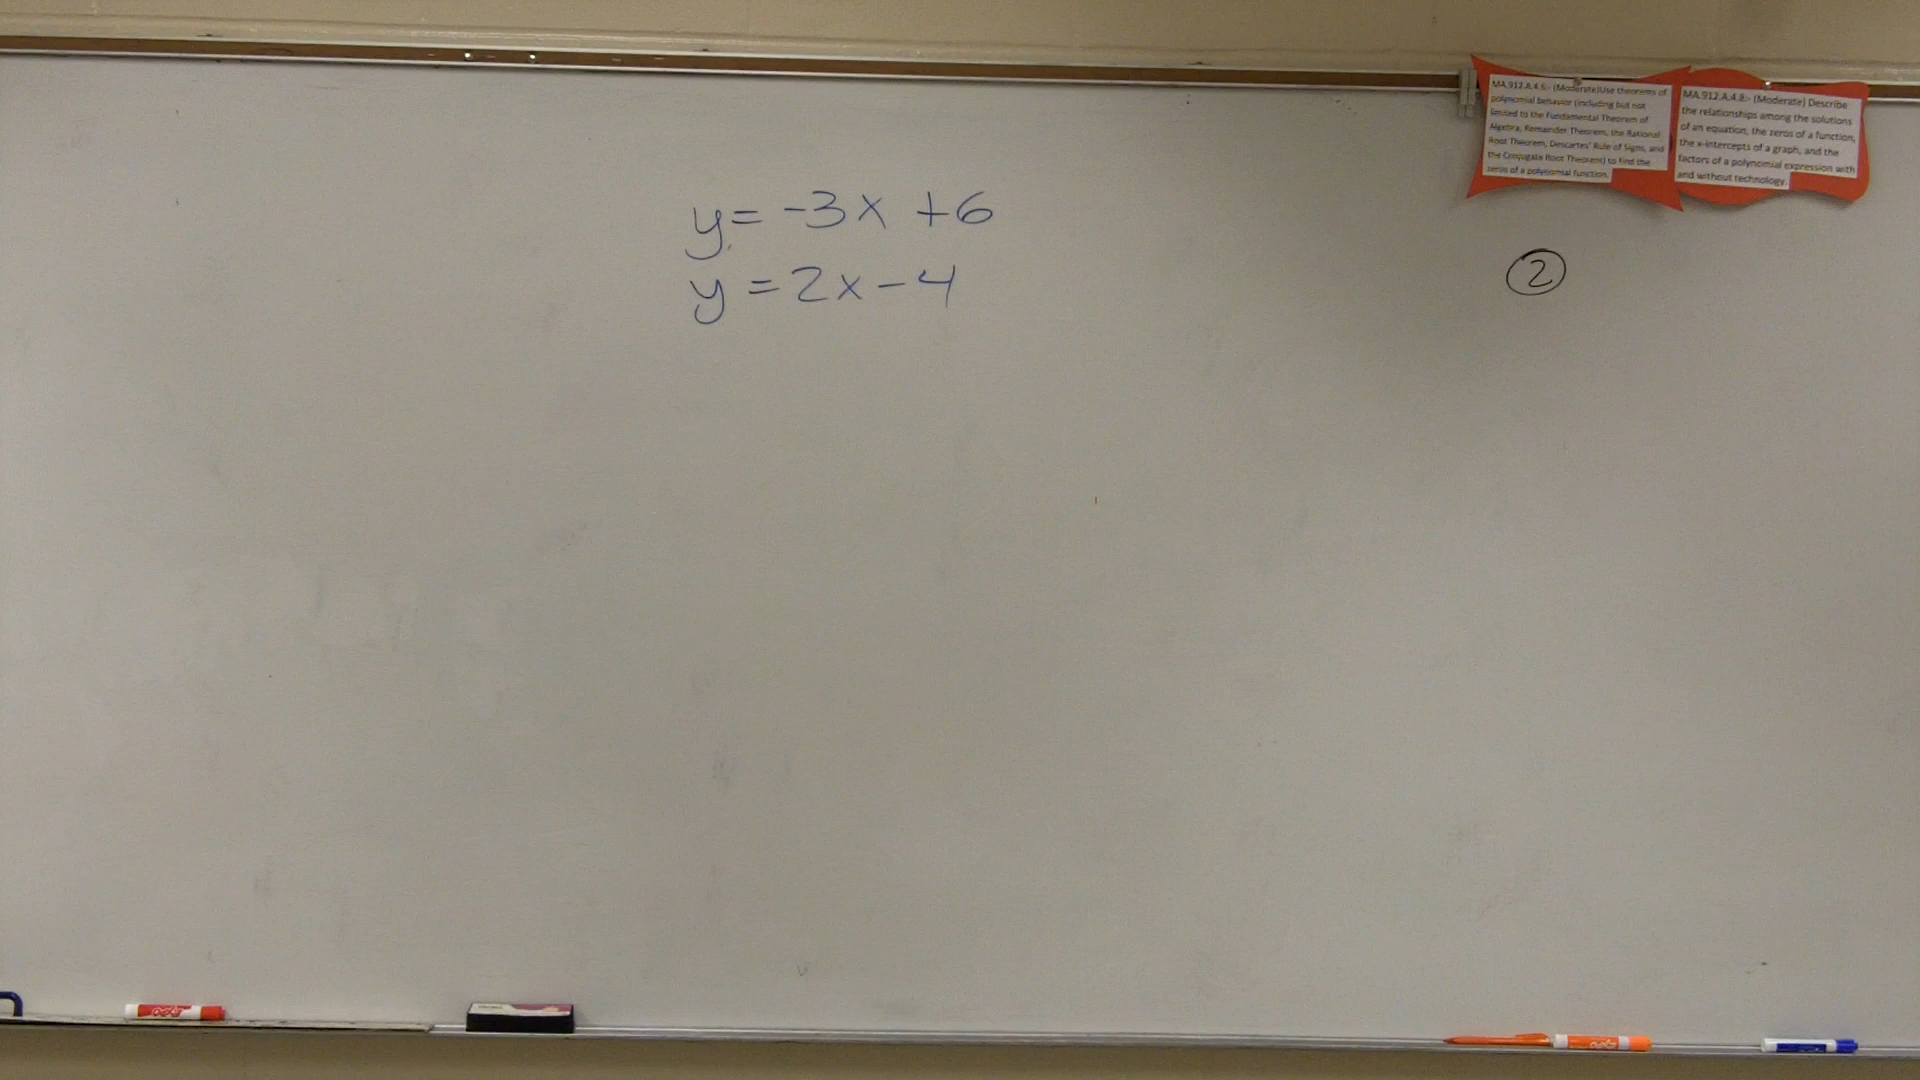 MA.912.A.4.6:- (Moderate)Use theorems of
polynomial behavior (including but not
limited to the Fundamental Theorem of
Algebra, Remainder Theorem, the Rational
Root Theorem, Descartes' Rule of Signs, and
the Conjugate Root Theorem) to find the
zeros of a polynomial function.
MA.912.A.4.8:- (Moderate) Describe
the relationships among the solutions
of an equation, the zeros of a function,
the x-intercepts of a graph, and the
factors of a polynomial expression with
and without technology.
y= -3x +6
y = 2x - 4
2